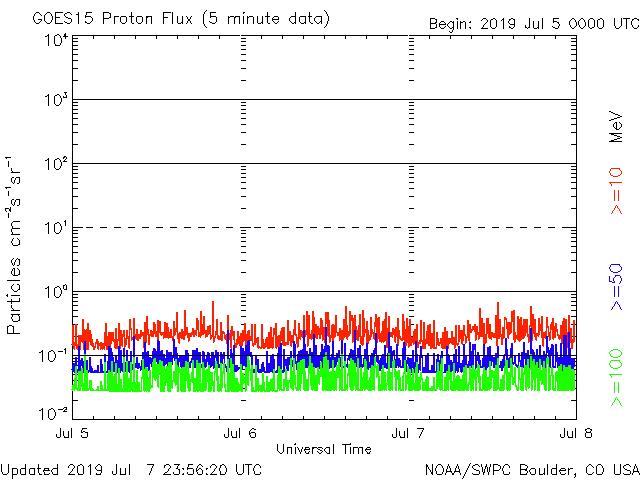 GOES15 Proton Flux (5 minute data)
Begin: 2019 Jul 5 0000 UTC
10⁴
10³
10²
10¹
10⁰
10⁻¹
10⁻²
Particles cm⁻²s⁻¹sr⁻¹
MeV
>=10
>=50
>=100
Jul 5
Jul 6
Jul 7
Jul 8
Universal Time
Updated 2019 Jul 7 23:56:20 UTC
NOAA/SWPC Boulder, CO USA